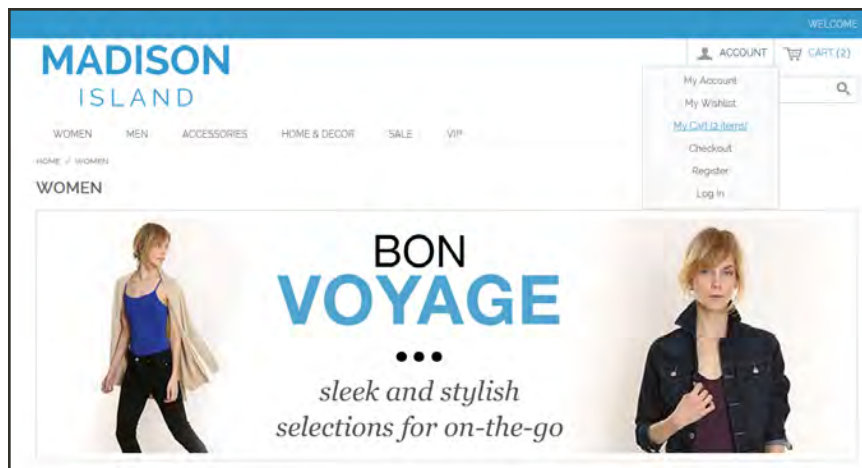 WELCOME
MADISON
ISLAND
ACCOUNT
CART (2)
My Account
My Wishlist
My Cart (2 items)
Checkout
Register
Log In
WOMEN MEN ACCESSORIES HOME & DECOR SALE VIP
HOME / WOMEN
WOMEN
BON
VOYAGE
•••
sleek and stylish
selections for on-the-go